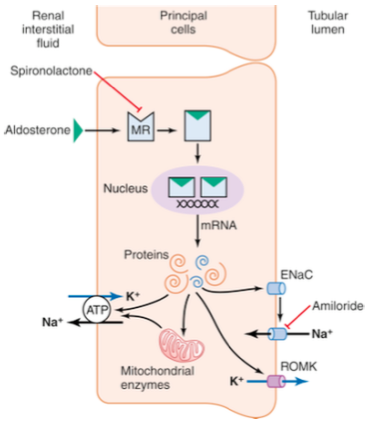 Renal
interstitial
fluid
Principal
cells
Tubular
lumen
Spironolactone
Aldosterone
MR
Nucleus
mRNA
Proteins
ENaC
Amiloride
K+
ATP
Na+
Na+
Mitochondrial
enzymes
ROMK
K+